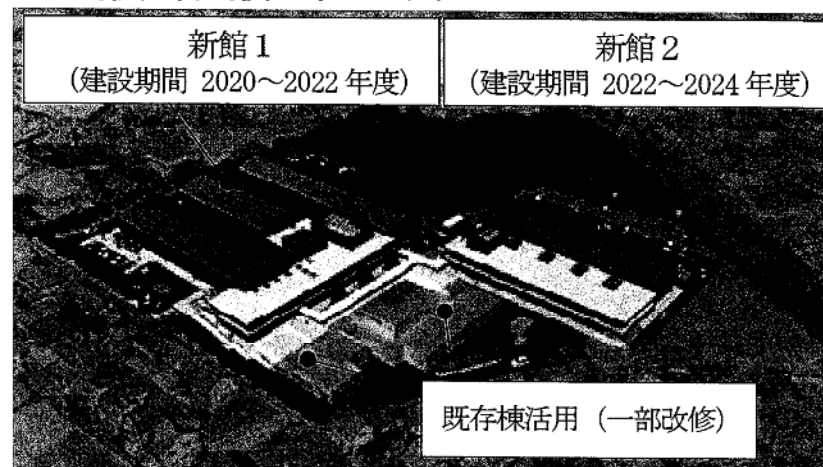 新館１
（建設期間 2020～2022 年度）
新館２
（建設期間 2022～2024 年度）
既存棟活用（一部改修）